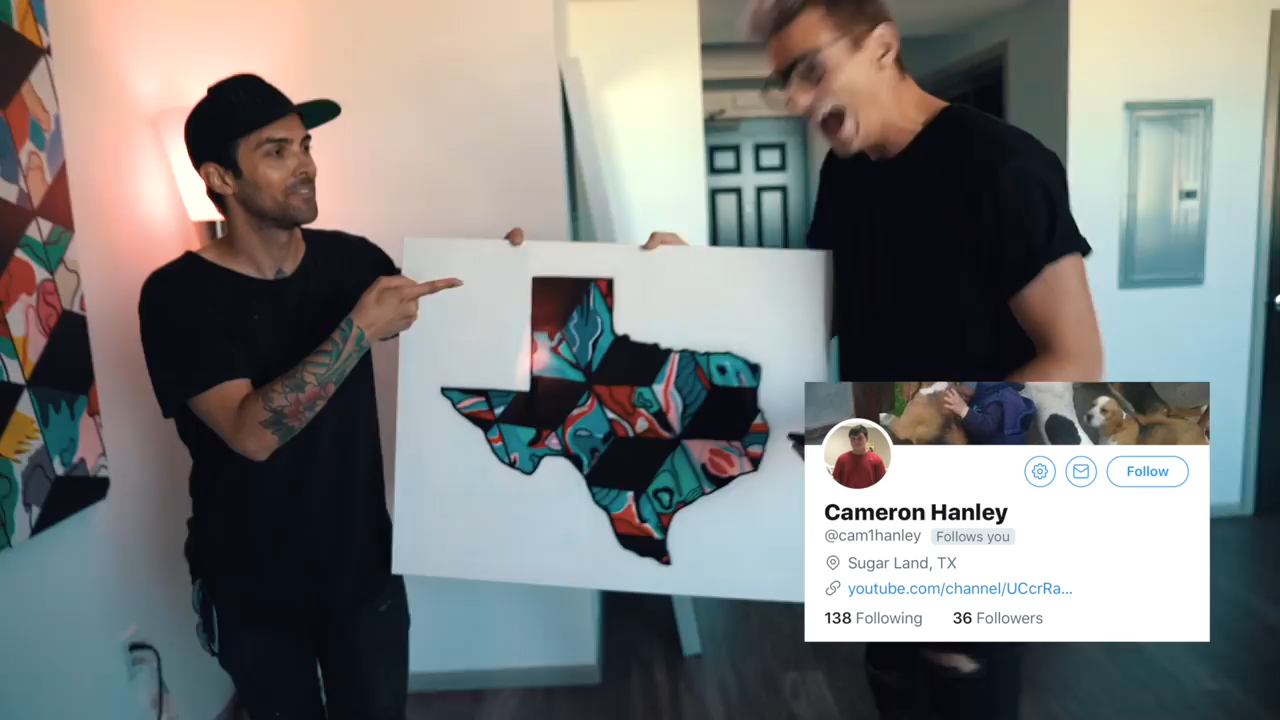 Follow
Cameron Hanley
@cam1hanley Follows you
Sugar Land, TX
youtube.com/channel/UCcrRa...
138 Following 36 Followers